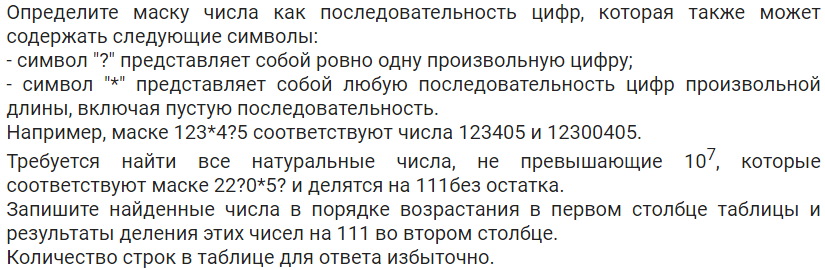 Определите маску числа как последовательность цифр, которая также может
содержать следующие символы:
- символ "?" представляет собой ровно одну произвольную цифру;
- символ "*" представляет собой любую последовательность цифр произвольной
длины, включая пустую последовательность.
Например, маске 123*4?5 соответствуют числа 123405 и 12300405.
Требуется найти все натуральные числа, не превышающие 10⁷, которые
соответствуют маске 22?0*5? и делятся на 111без остатка.
Запишите найденные числа в порядке возрастания в первом столбце таблицы и
результаты деления этих чисел на 111 во втором столбце.
Количество строк в таблице для ответа избыточно.